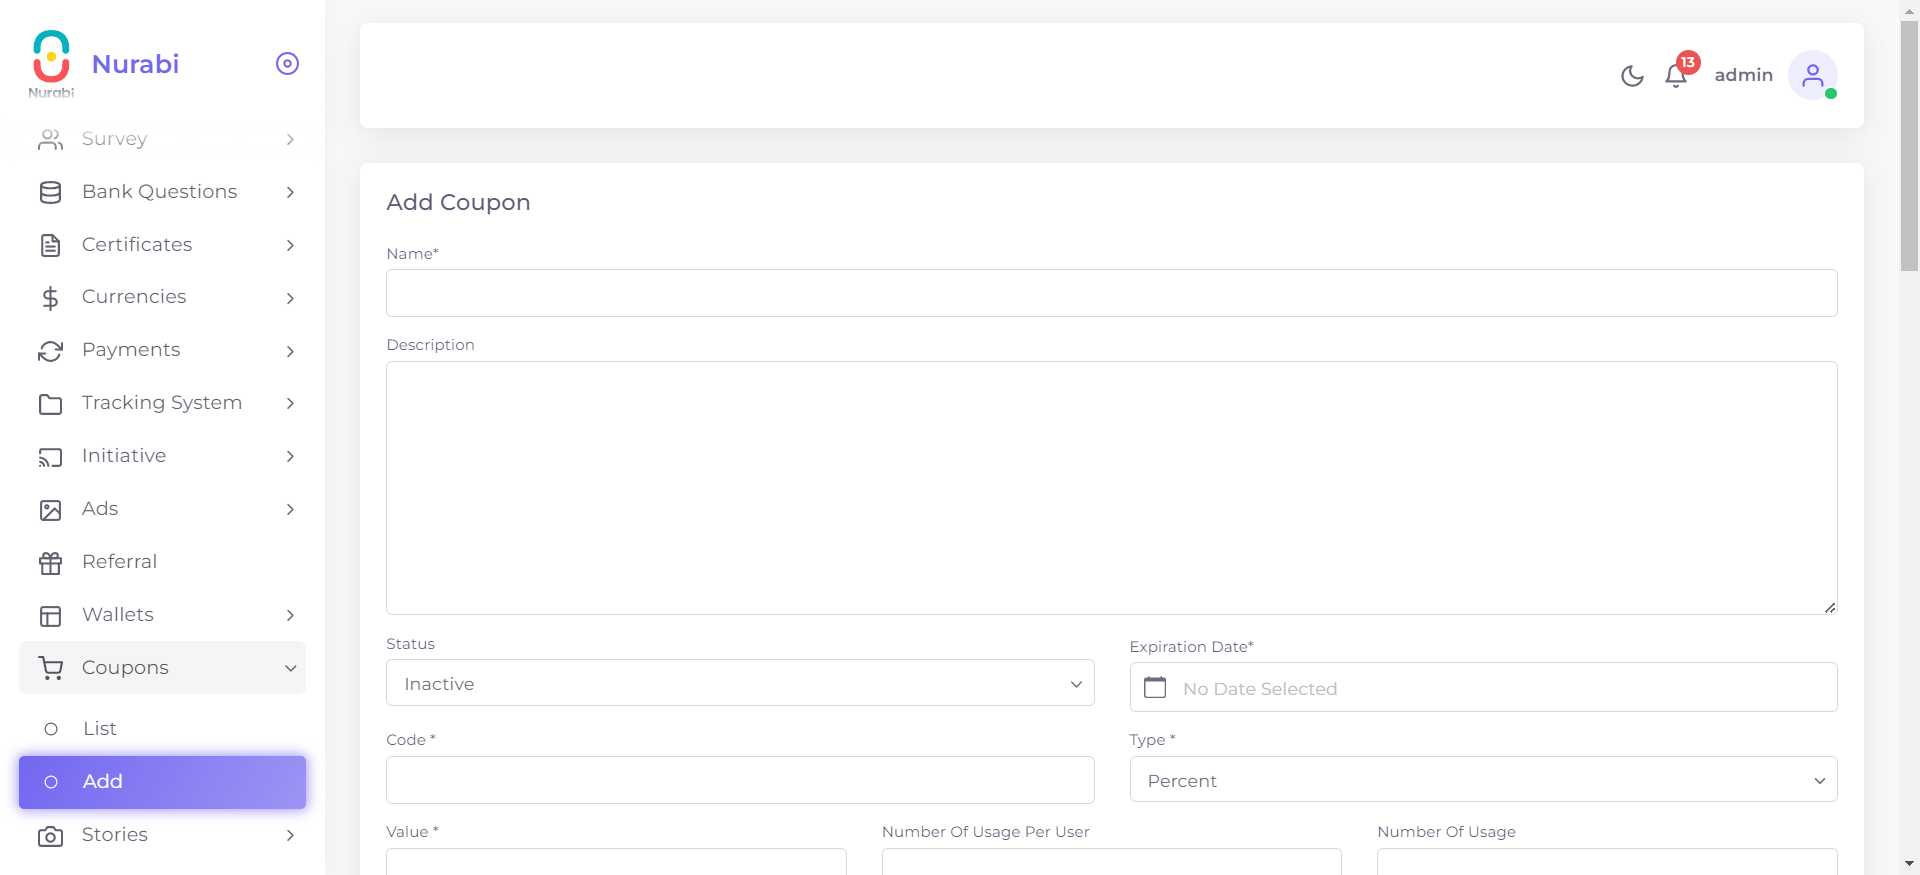 Nurabi
Nurabi
Survey
Bank Questions
Certificates
Currencies
Payments
Tracking System
Initiative
Ads
Referral
Wallets
Coupons
List
Add
Stories
13
admin
Add Coupon
Name*
Description
Status
Expiration Date*
Inactive
No Date Selected
Code *
Type *
Percent
Value *
Number Of Usage Per User
Number Of Usage